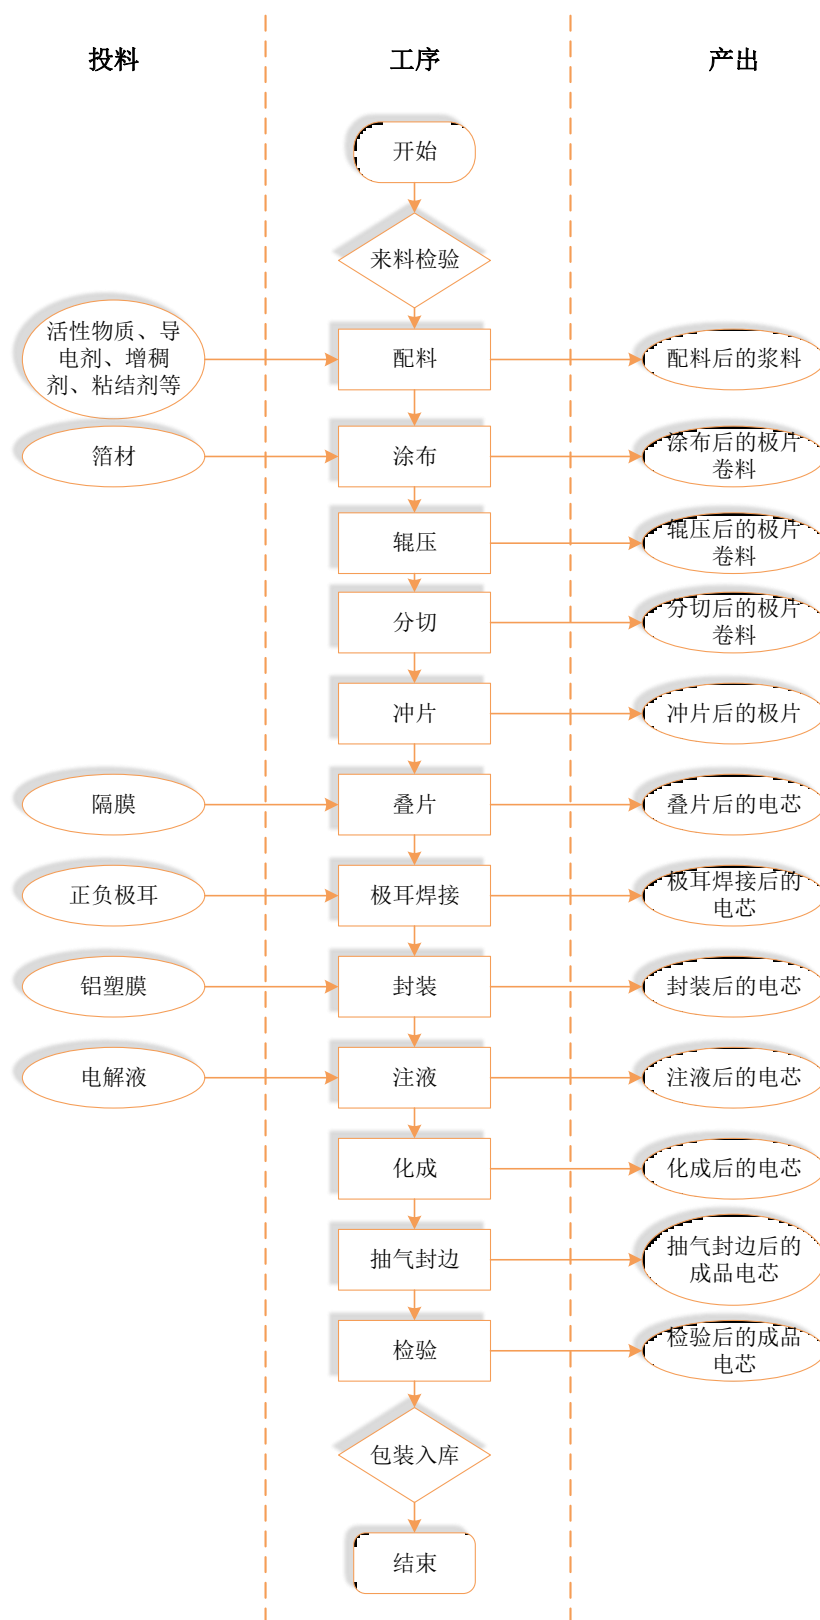 投料
工序
产出
开始
来料检验
活性物质、导
电剂、增稠
剂、粘结剂等
配料
配料后的浆料
箔材
涂布
涂布后的极片
卷料
辊压
辊压后的极片
卷料
分切
分切后的极片
卷料
冲片
冲片后的极片
隔膜
叠片
叠片后的电芯
正负极耳
极耳焊接
极耳焊接后的
电芯
铝塑膜
封装
封装后的电芯
电解液
注液
注液后的电芯
化成
化成后的电芯
抽气封边
抽气封边后的
成品电芯
检验
检验后的成品
电芯
包装入库
结束